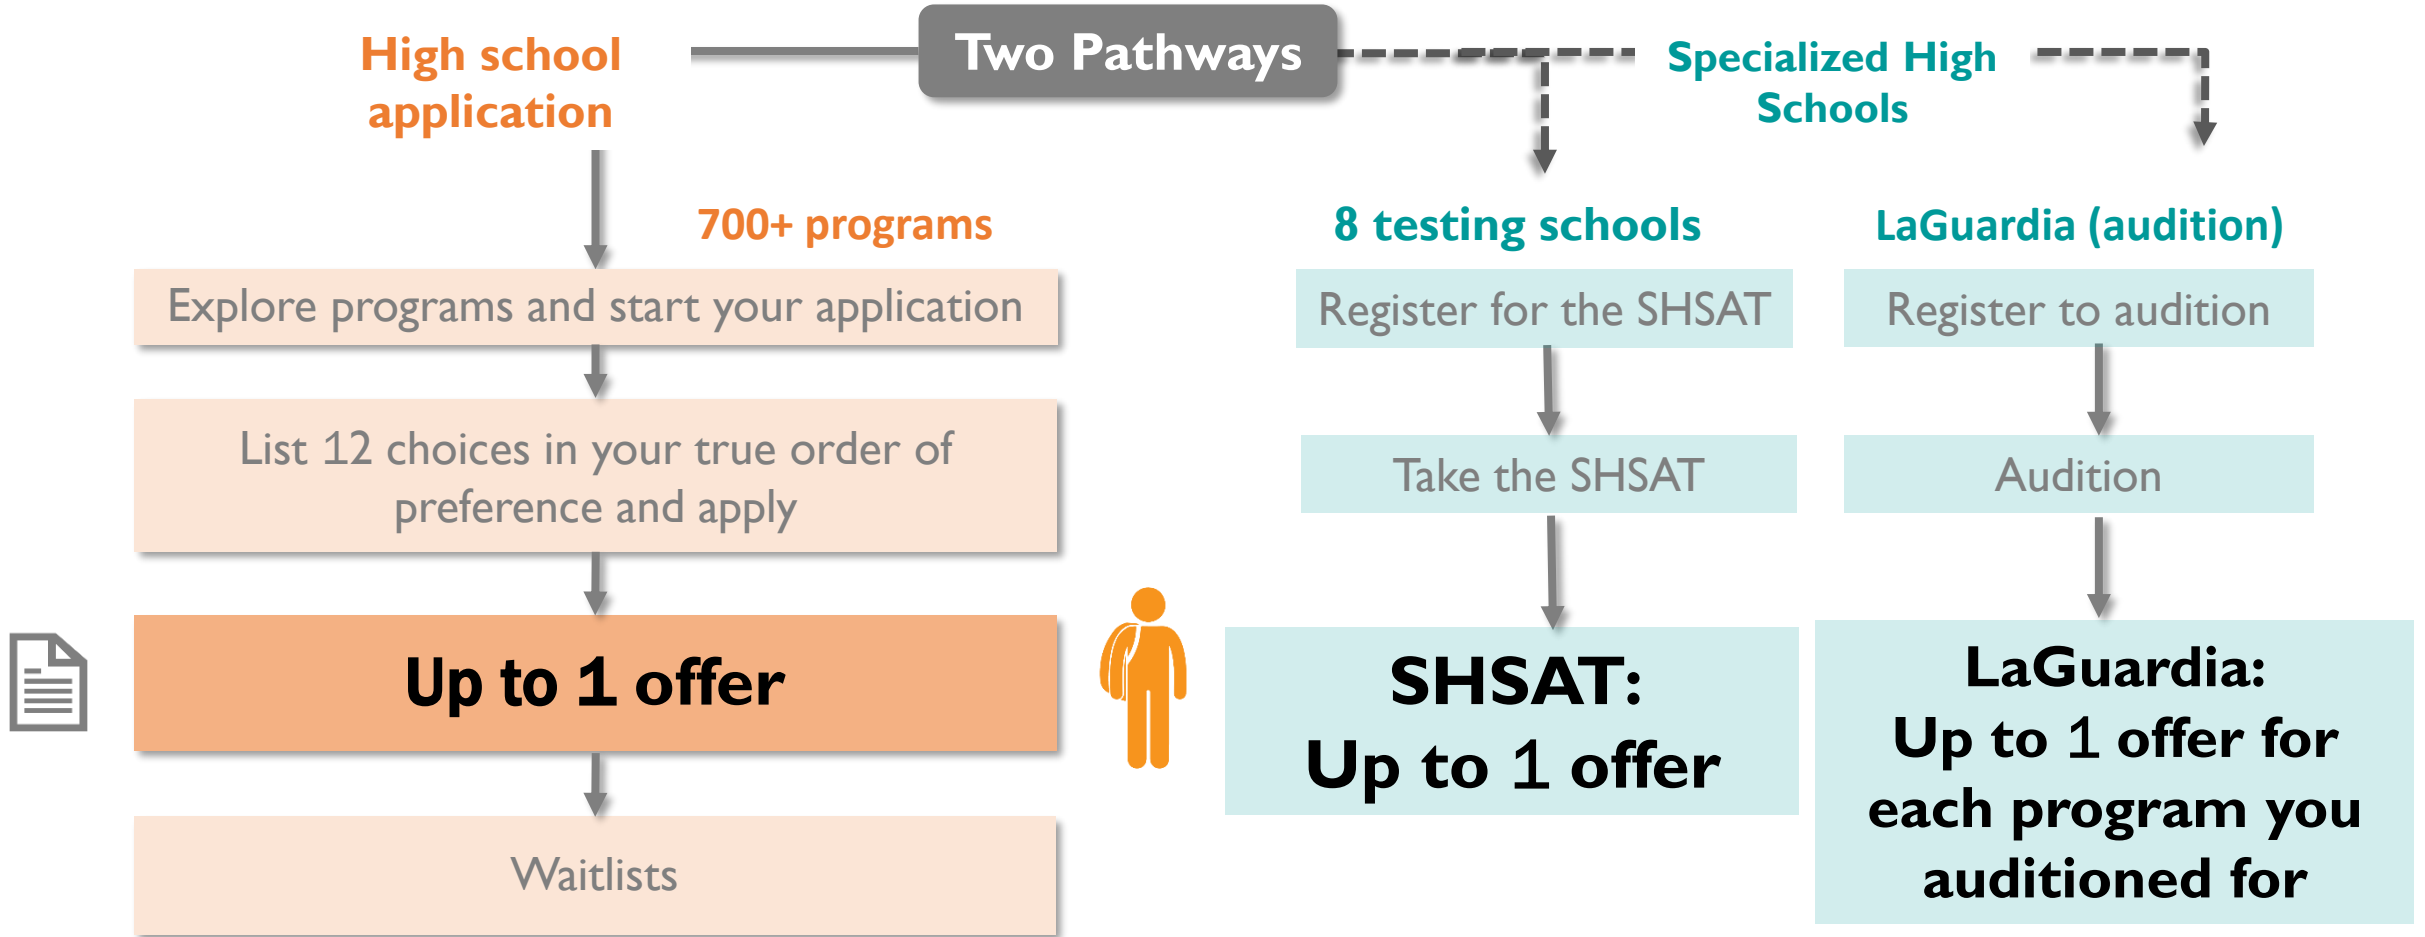 Two Pathways
High school
application
700+ programs
Explore programs and start your application
List 12 choices in your true order of
preference and apply
Up to 1 offer
Waitlists
Specialized High
Schools
8 testing schools
Register for the SHSAT
Take the SHSAT
SHSAT:
Up to 1 offer
LaGuardia (audition)
Register to audition
Audition
LaGuardia:
Up to 1 offer for
each program you
auditioned for